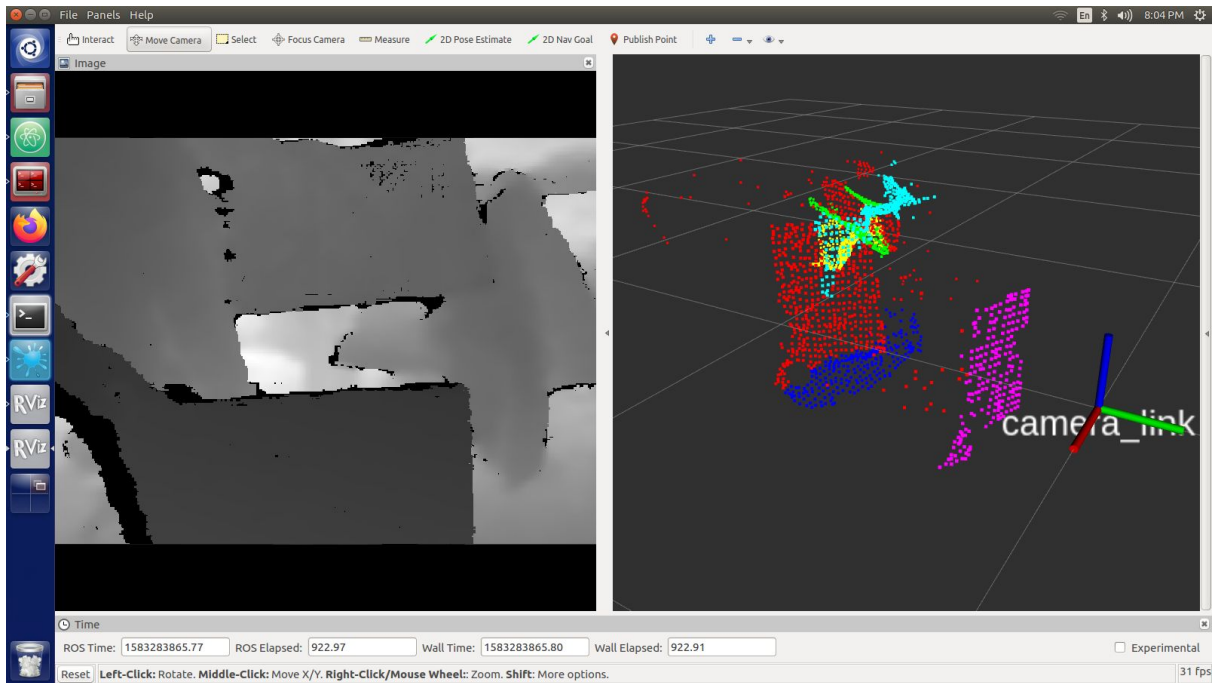 File Panels Help
En 8:04 PM
Interact Move Camera Select Focus Camera Measure 2D Pose Estimate 2D Nav Goal Publish Point
Image
camera_link
RViz
RViz
Time
ROS Time: 1583283865.77 ROS Elapsed: 922.97 Wall Time: 1583283865.80 Wall Elapsed: 922.91 Experimental
Reset Left-Click: Rotate. Middle-Click: Move X/Y. Right-Click/Mouse Wheel:: Zoom. Shift: More options. 31 fps